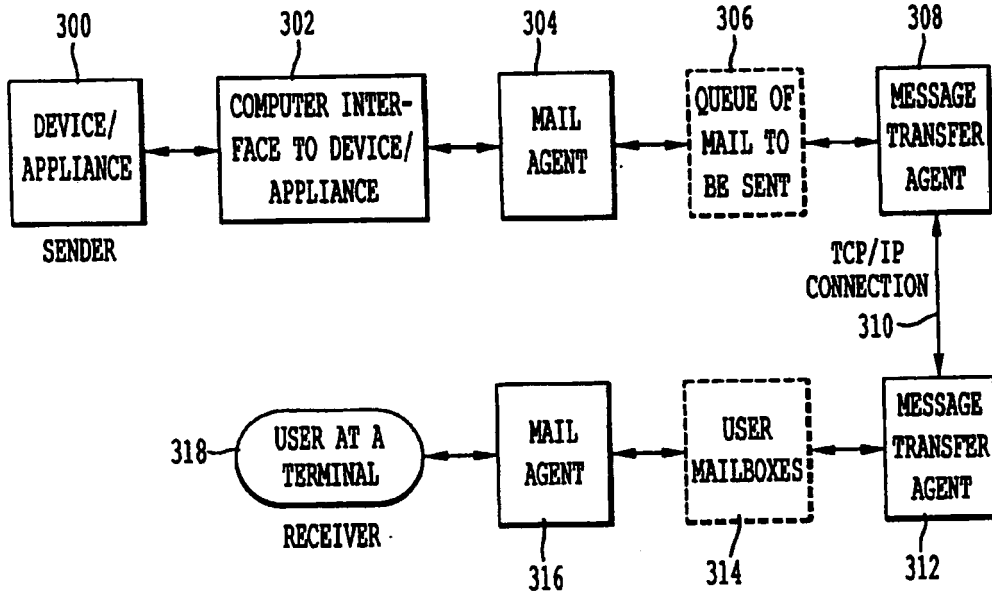 300
302
304
306
308
DEVICE/
APPLIANCE
COMPUTER INTER-
FACE TO DEVICE/
APPLIANCE
MAIL
AGENT
QUEUE OF
MAIL TO
BE SENT
MESSAGE
TRANSFER
AGENT
SENDER
TCP/IP
CONNECTION
310
318
USER AT A
TERMINAL
MAIL
AGENT
USER
MAILBOXES
MESSAGE
TRANSFER
AGENT
RECEIVER
316
314
312